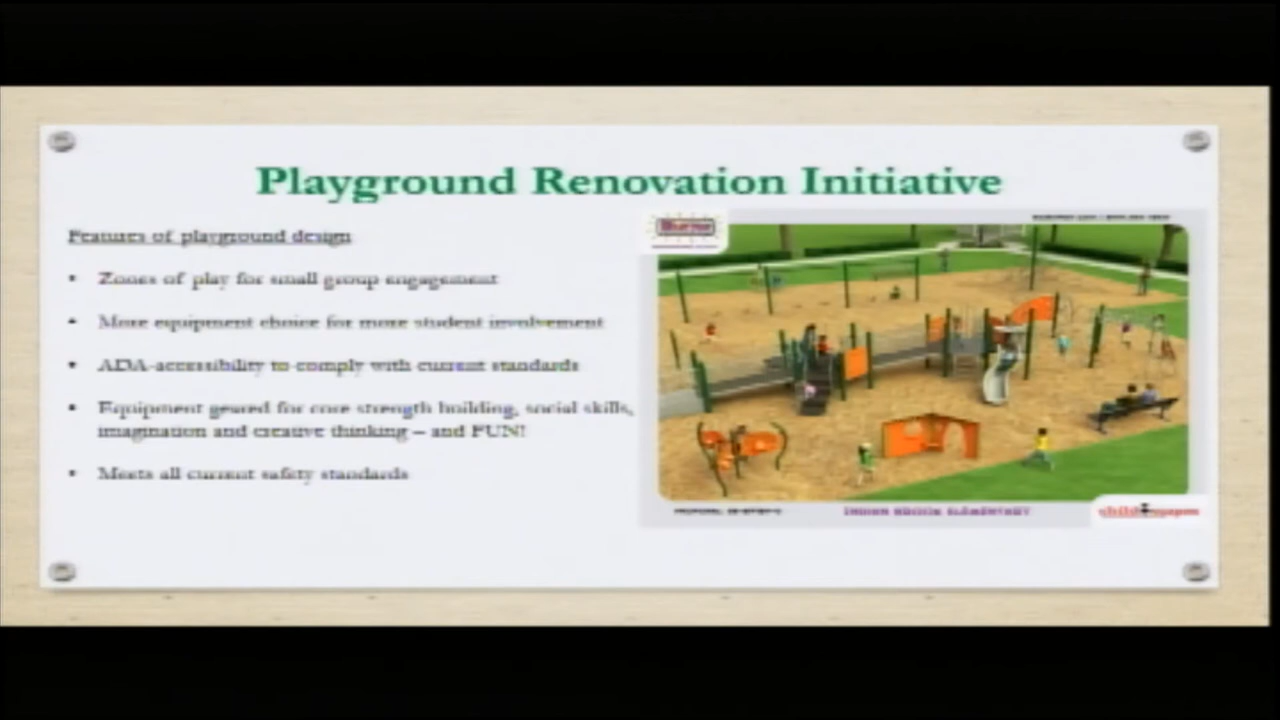 Playground Renovation Initiative
Features of playground design
• Zones of play for small group engagement
• More equipment choice for more student involvement
• ADA-accessibility to comply with current standards
• Equipment geared for core strength building, social skills,
imagination and creative thinking – and FUN!
• Meets all current safety standards
Burke
ELEMENTARY